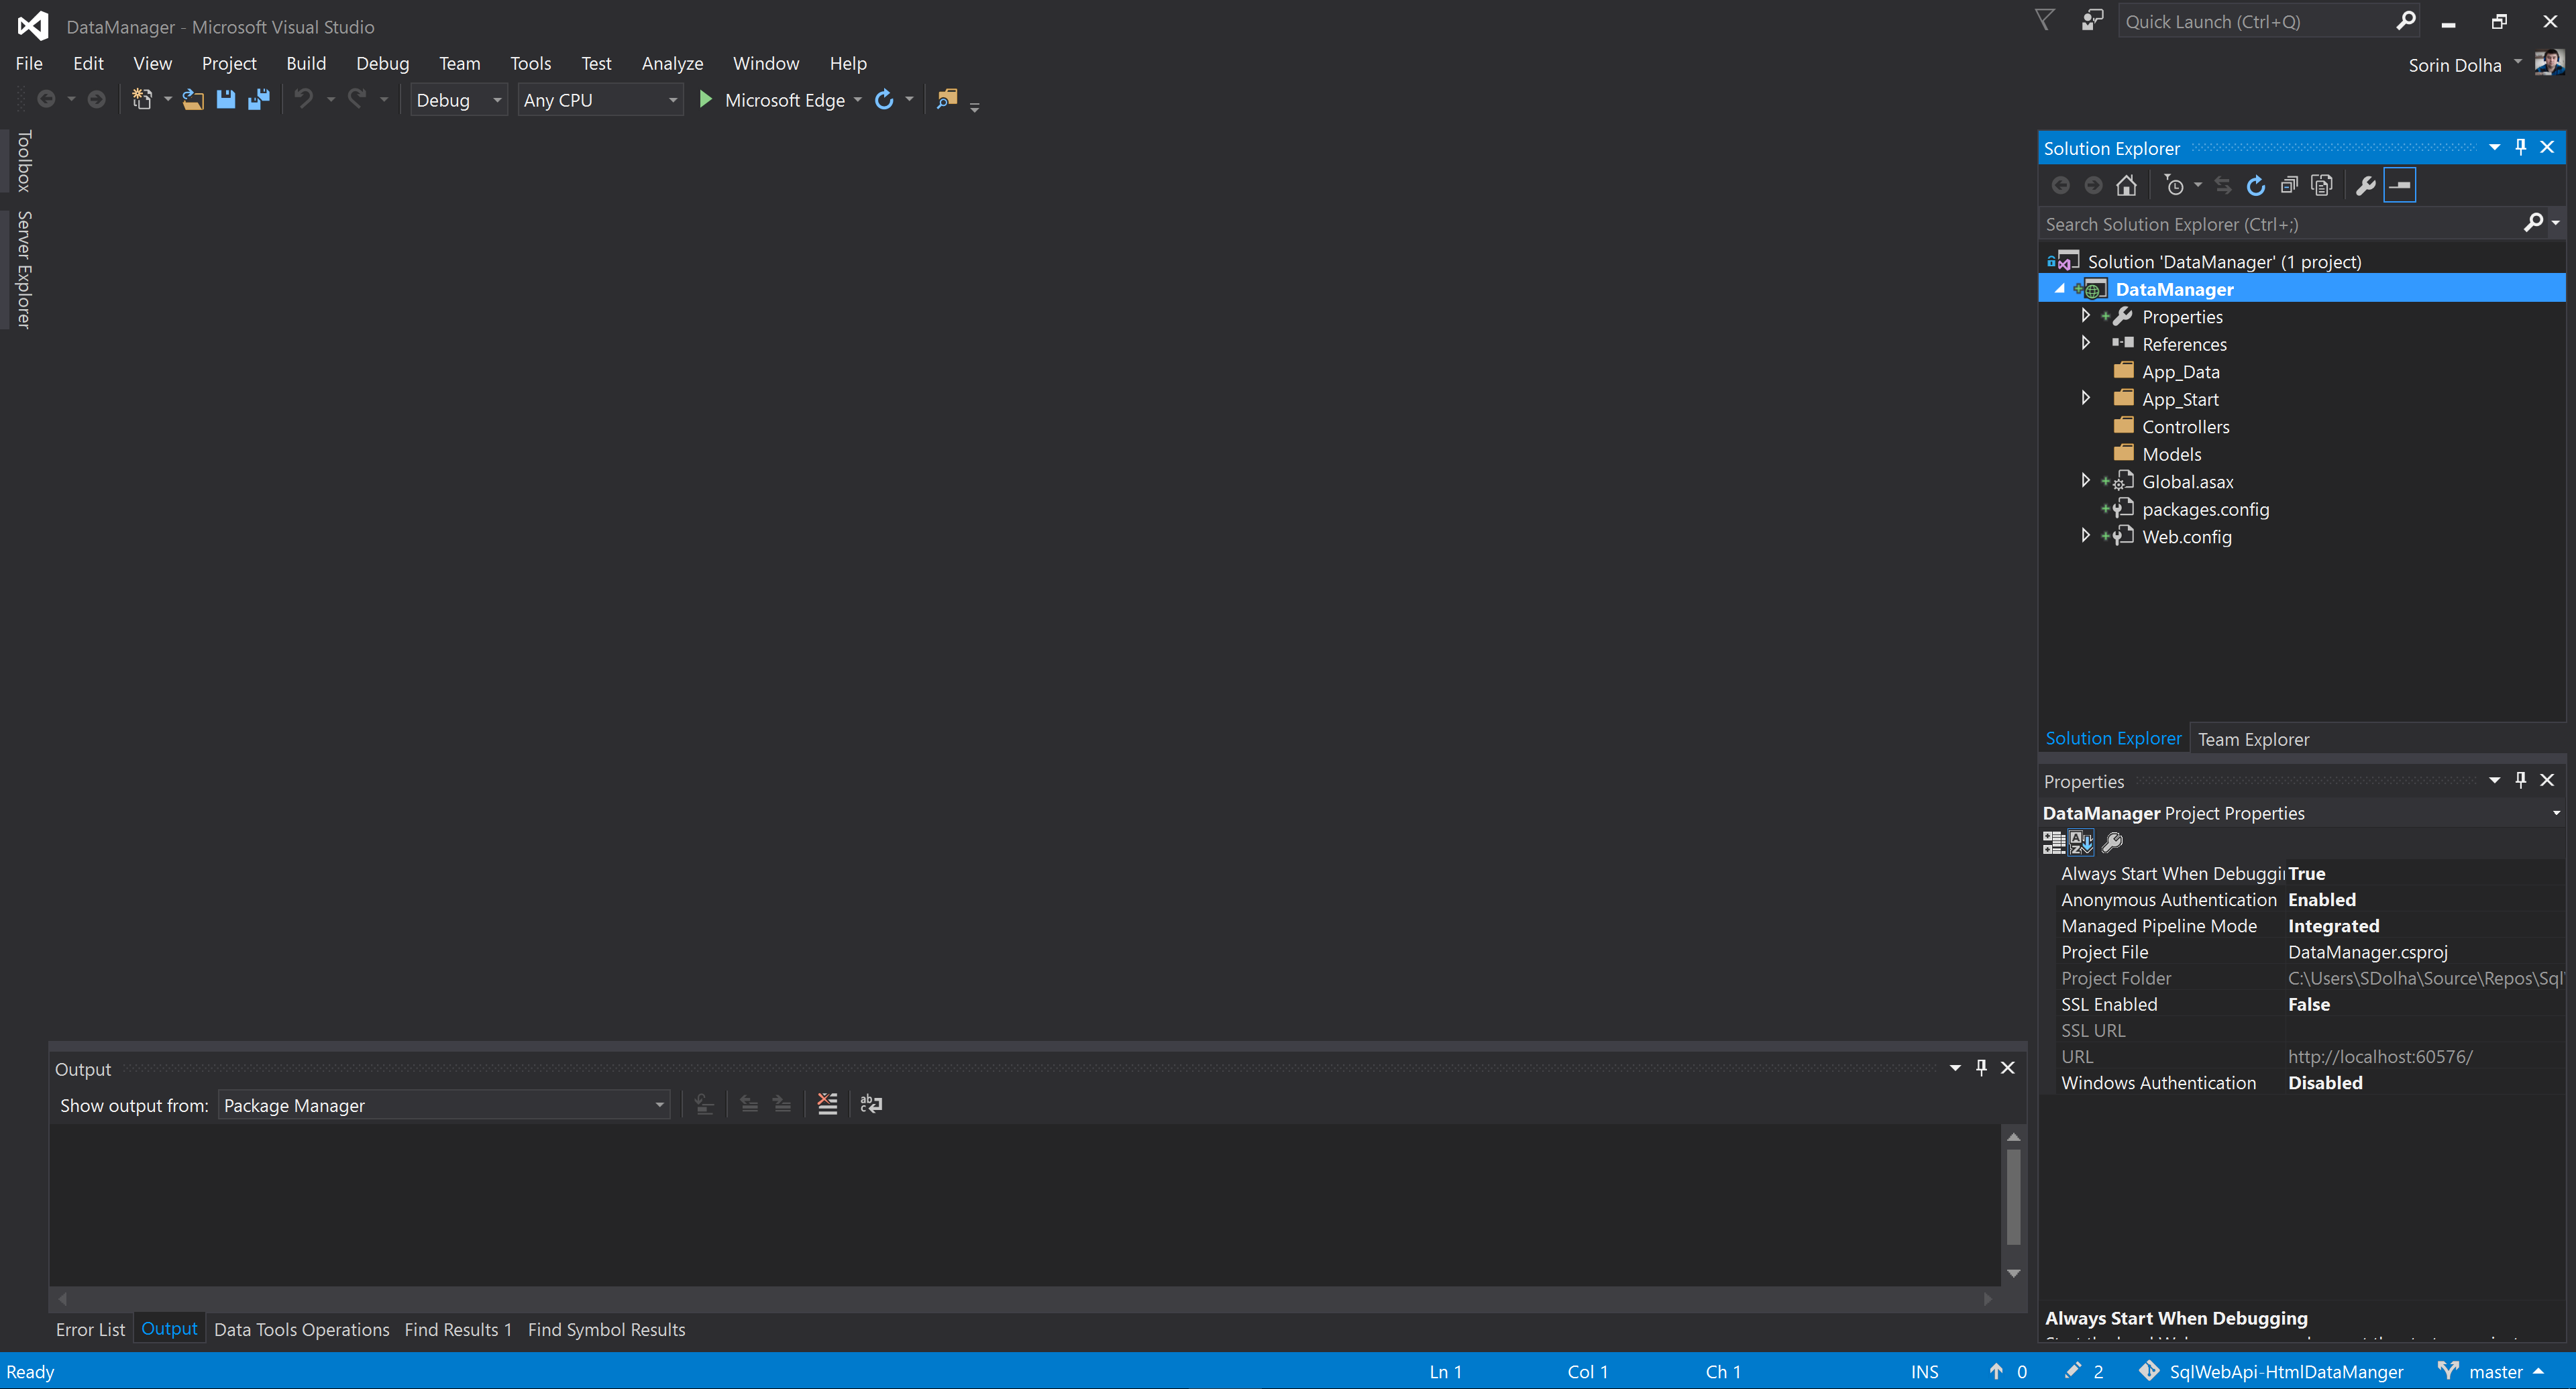 DataManager - Microsoft Visual Studio
Quick Launch (Ctrl+Q)
File Edit View Project Build Debug Team Tools Test Analyze Window Help
Sorin Dolha
Debug Any CPU Microsoft Edge
Toolbox
Server Explorer
Solution Explorer
Search Solution Explorer (Ctrl+;)
Solution 'DataManager' (1 project)
DataManager
Properties
References
App_Data
App_Start
Controllers
Models
Global.asax
packages.config
Web.config
Solution Explorer Team Explorer
Properties
DataManager Project Properties
Always Start When Debuggi True
Anonymous Authentication Enabled
Managed Pipeline Mode Integrated
Project File DataManager.csproj
Project Folder C:\Users\SDolha\Source\Repos\Sql
SSL Enabled False
SSL URL
URL http://localhost:60576/
Windows Authentication Disabled
Always Start When Debugging
Output
Show output from: Package Manager
Error List Output Data Tools Operations Find Results 1 Find Symbol Results
Ready Ln 1 Col 1 Ch 1 INS 0 2 SqlWebApi-HtmlDataManger master